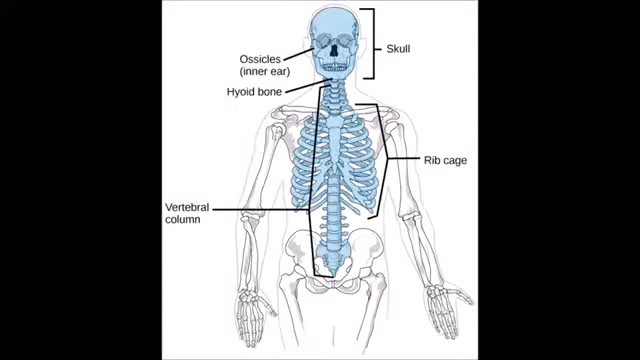 Skull
Ossicles
(inner ear)
Hyoid bone
Rib cage
Vertebral
column